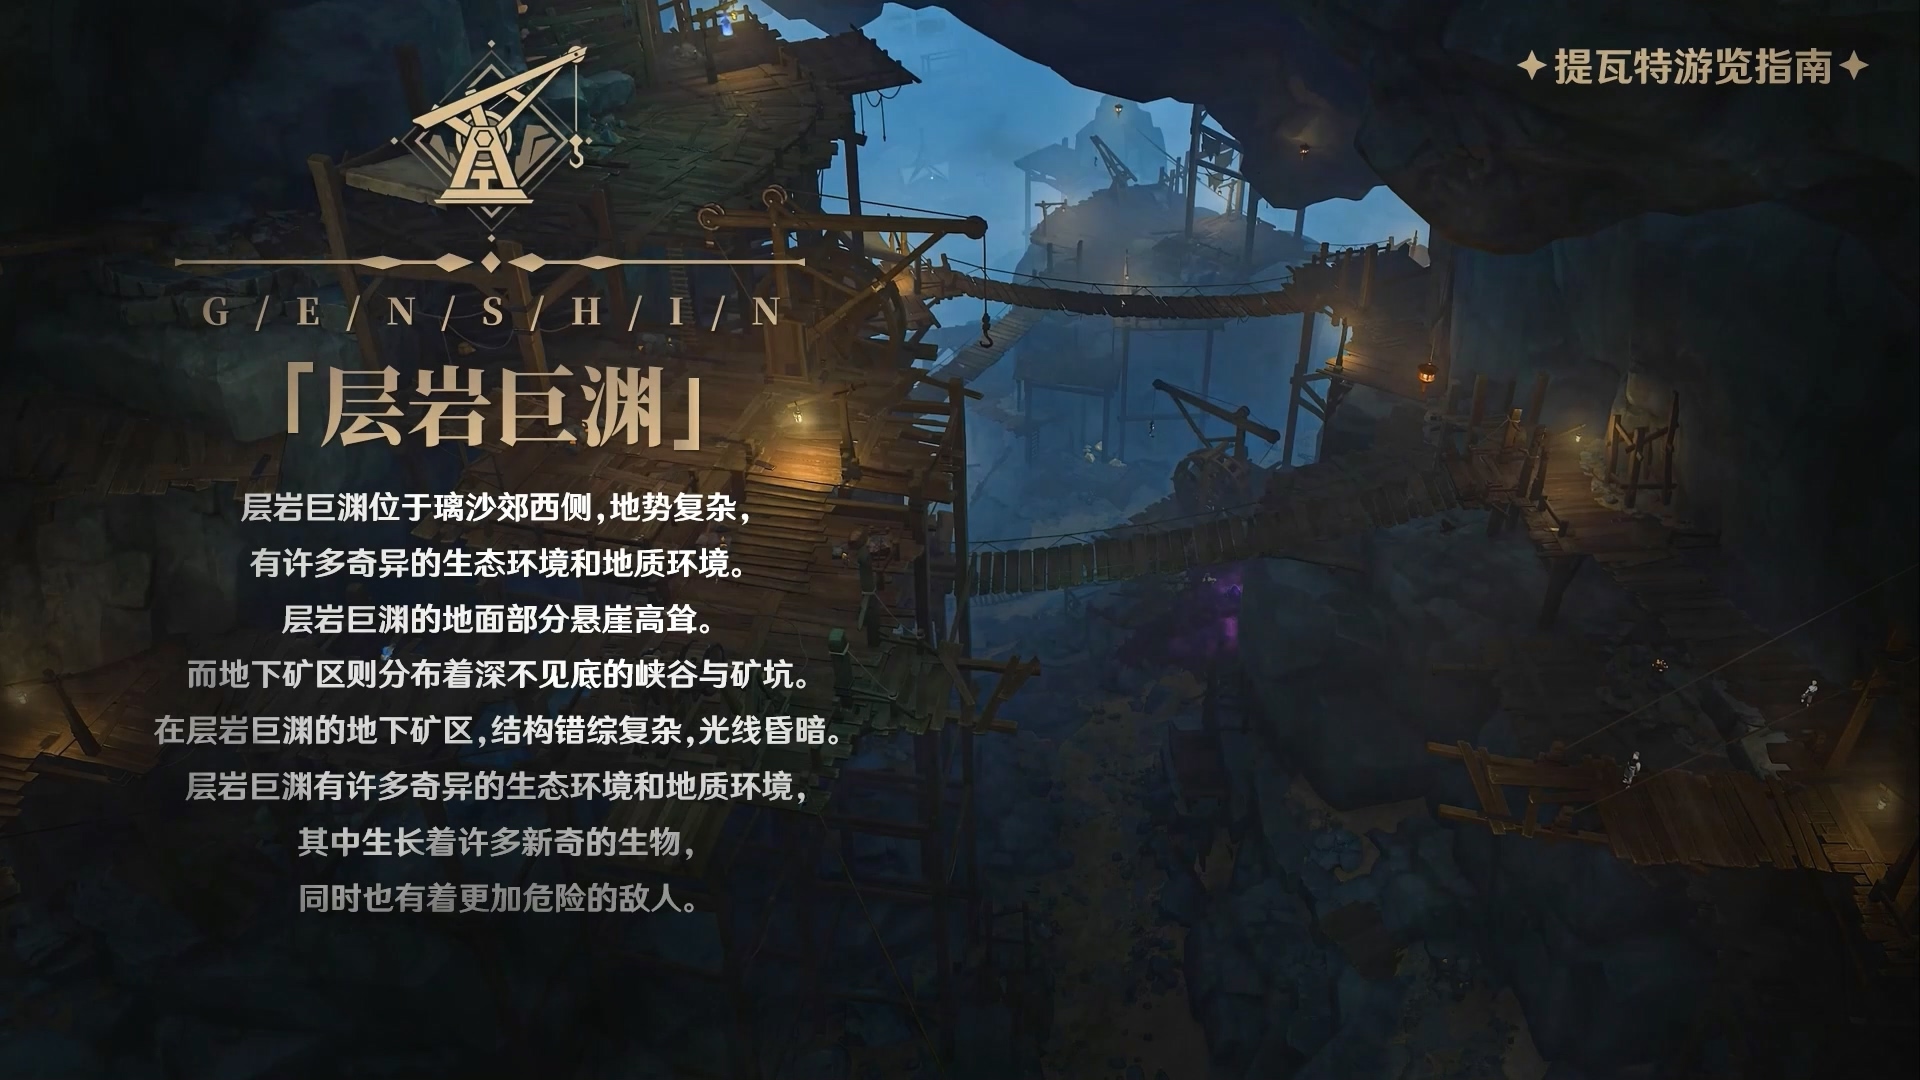 提瓦特游览指南
G/E/N/S/H/I/N
「层岩巨渊」
层岩巨渊位于璃沙郊西侧,地势复杂,
有许多奇异的生态环境和地质环境。
层岩巨渊的地面部分悬崖高耸。
而地下矿区则分布着深不见底的峡谷与矿坑。
在层岩巨渊的地下矿区,结构错综复杂,光线昏暗。
层岩巨渊有许多奇异的生态环境和地质环境,
其中生长着许多新奇的生物,
同时也有着更加危险的敌人。